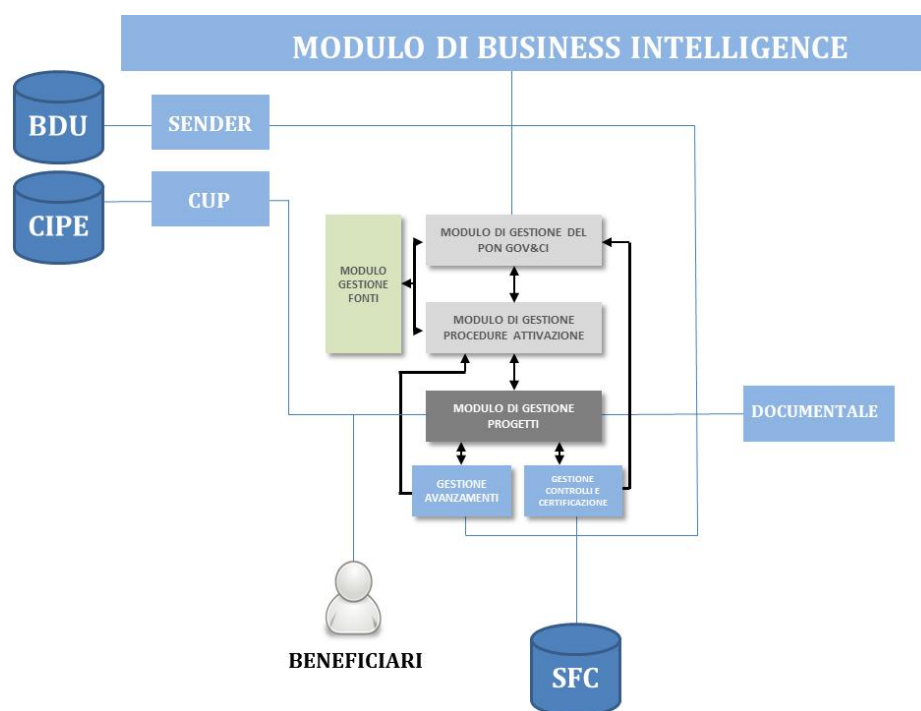 MODULO DI BUSINESS INTELLIGENCE
BDU
SENDER
CIPE
CUP
MODULO DI GESTIONE DEL
PON GOV&CI
MODULO
GESTIONE
FONTI
MODULO DI GESTIONE
PROCEDURE ATTIVAZIONE
MODULO DI GESTIONE
PROGETTI
DOCUMENTALE
GESTIONE
AVANZAMENTI
GESTIONE
CONTROLLI E
CERTIFICAZIONE
BENEFICIARI
SFC